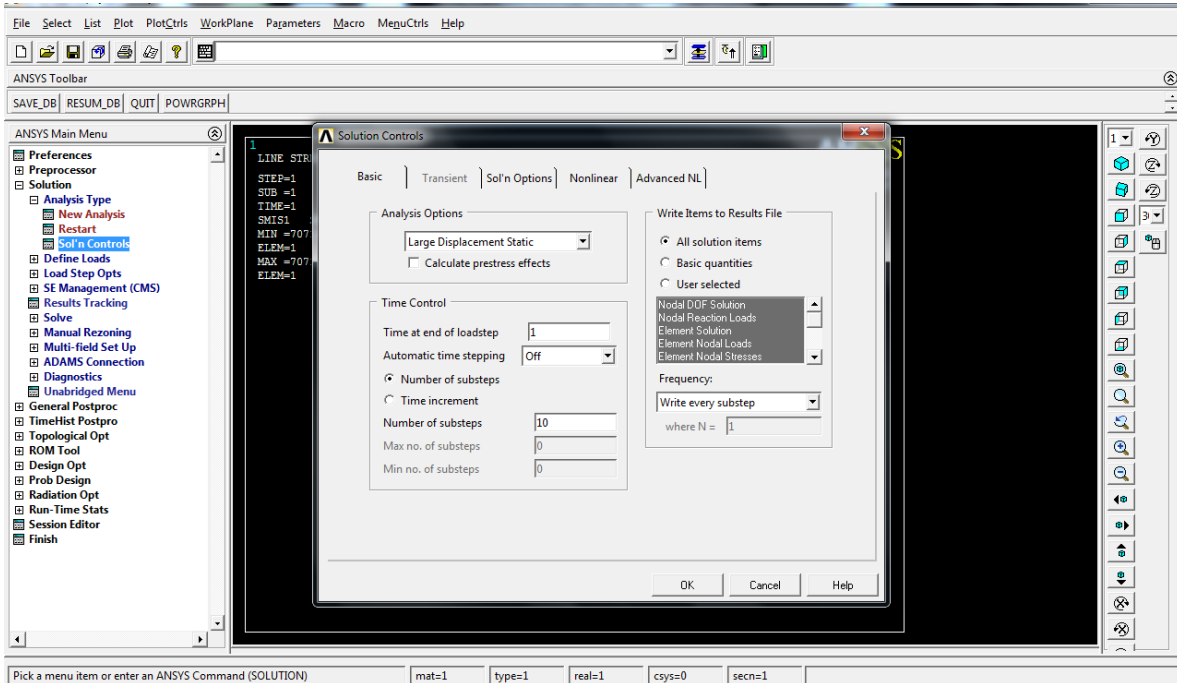 File Select List Plot PlotCtrls WorkPlane Parameters Macro MenuCtrls Help
ANSYS Toolbar
SAVE_DB RESUM_DB QUIT POWRGRPH
ANSYS Main Menu
Preferences
Preprocessor
Solution
Analysis Type
New Analysis
Restart
Sol'n Controls
Define Loads
Load Step Opts
SE Management (CMS)
Results Tracking
Solve
Manual Rezoning
Multi-field Set Up
ADAMS Connection
Diagnostics
Unabridged Menu
General Postproc
TimeHist Postpro
Topological Opt
ROM Tool
Design Opt
Prob Design
Radiation Opt
Run-Time Stats
Session Editor
Finish
1
LINE STR
STEP=1
SUB =1
TIME=1
SMIS1
MIN =707
ELEM=1
MAX =707
ELEM=1
Solution Controls
Basic Transient Sol'n Options Nonlinear Advanced NL
Analysis Options
Large Displacement Static
Calculate prestress effects
Time Control
Time at end of loadstep 1
Automatic time stepping Off
Number of substeps
Time increment
Number of substeps 10
Max no. of substeps 0
Min no. of substeps 0
Write Items to Results File
All solution items
Basic quantities
User selected
Nodal DOF Solution
Nodal Reaction Loads
Element Solution
Element Nodal Loads
Element Nodal Stresses
Frequency:
Write every substep
where N = 1
OK Cancel Help
1
Pick a menu item or enter an ANSYS Command (SOLUTION) mat=1 type=1 real=1 csys=0 secn=1